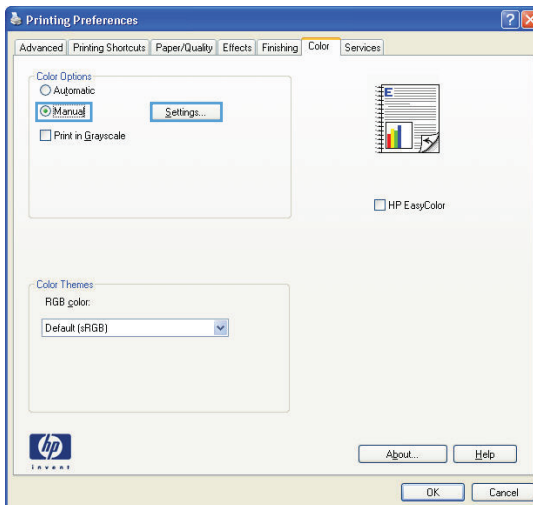 Printing Preferences
Advanced Printing Shortcuts Paper/Quality Effects Finishing Color Services
Color Options
Automatic
Manual Settings...
Print in Grayscale
E
HP EasyColor
Color Themes
RGB color:
Default (sRGB)
hp
invent
About... Help
OK Cancel